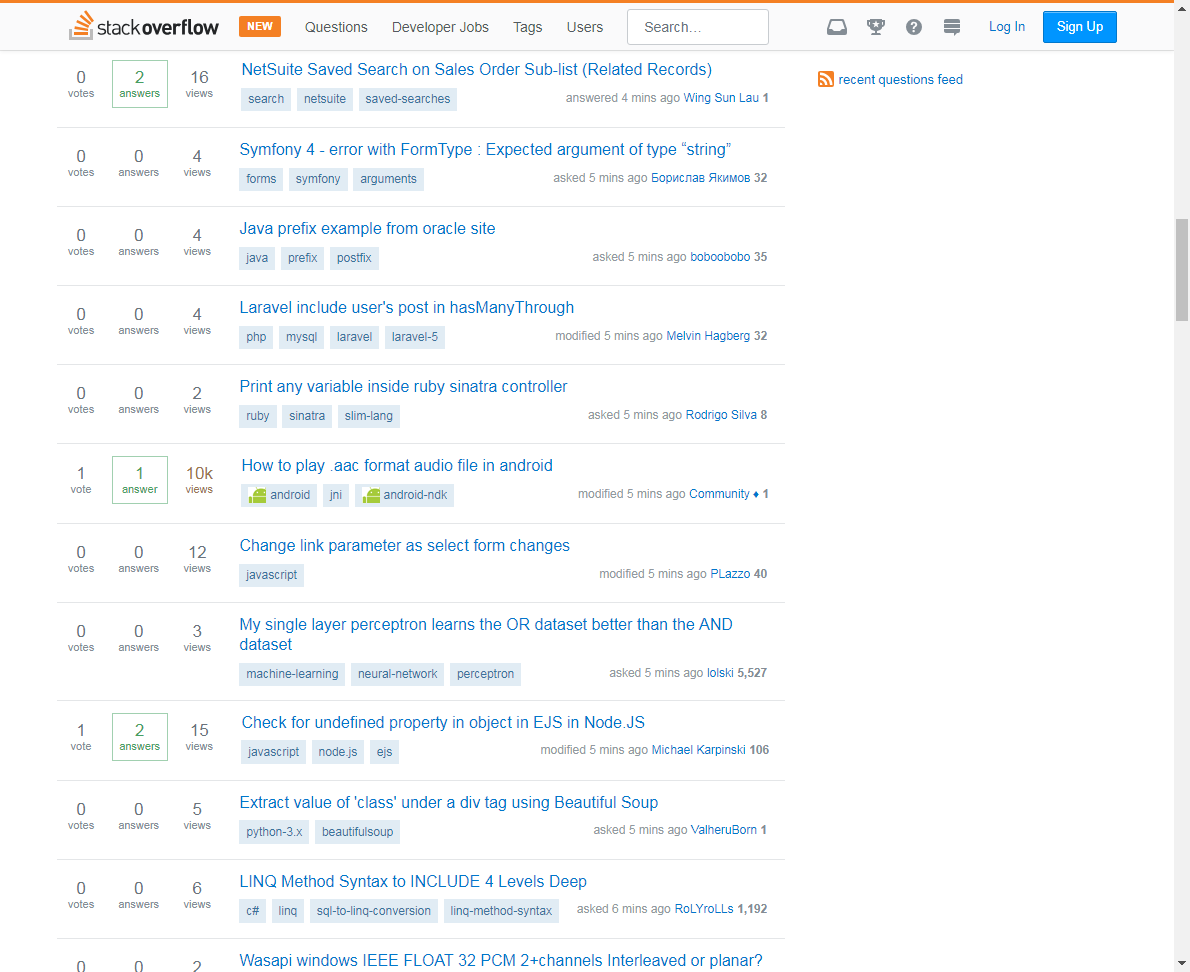 stackoverflow NEW Questions Developer Jobs Tags Users Search... Log In Sign Up
0 votes 2 answers 16 views NetSuite Saved Search on Sales Order Sub-list (Related Records)
search netsuite saved-searches answered 4 mins ago Wing Sun Lau 1
recent questions feed
0 votes 0 answers 4 views Symfony 4 - error with FormType : Expected argument of type “string”
forms symfony arguments asked 5 mins ago Борислав Якимов 32
0 votes 0 answers 4 views Java prefix example from oracle site
java prefix postfix asked 5 mins ago boboobobo 35
0 votes 0 answers 4 views Laravel include user's post in hasManyThrough
php mysql laravel laravel-5 modified 5 mins ago Melvin Hagberg 32
0 votes 0 answers 2 views Print any variable inside ruby sinatra controller
ruby sinatra slim-lang asked 5 mins ago Rodrigo Silva 8
1 vote 1 answer 10k views How to play .aac format audio file in android
android jni android-ndk modified 5 mins ago Community ♦ 1
0 votes 0 answers 12 views Change link parameter as select form changes
javascript modified 5 mins ago PLazzo 40
0 votes 0 answers 3 views My single layer perceptron learns the OR dataset better than the AND
dataset
machine-learning neural-network perceptron asked 5 mins ago lolski 5,527
1 vote 2 answers 15 views Check for undefined property in object in EJS in Node.JS
javascript node.js ejs modified 5 mins ago Michael Karpinski 106
0 votes 0 answers 5 views Extract value of 'class' under a div tag using Beautiful Soup
python-3.x beautifulsoup asked 5 mins ago ValheruBorn 1
0 votes 0 answers 6 views LINQ Method Syntax to INCLUDE 4 Levels Deep
c# linq sql-to-linq-conversion linq-method-syntax asked 6 mins ago RoLYroLLs 1,192
0 0 2 Wasapi windows IEEE FLOAT 32 PCM 2+channels Interleaved or planar?